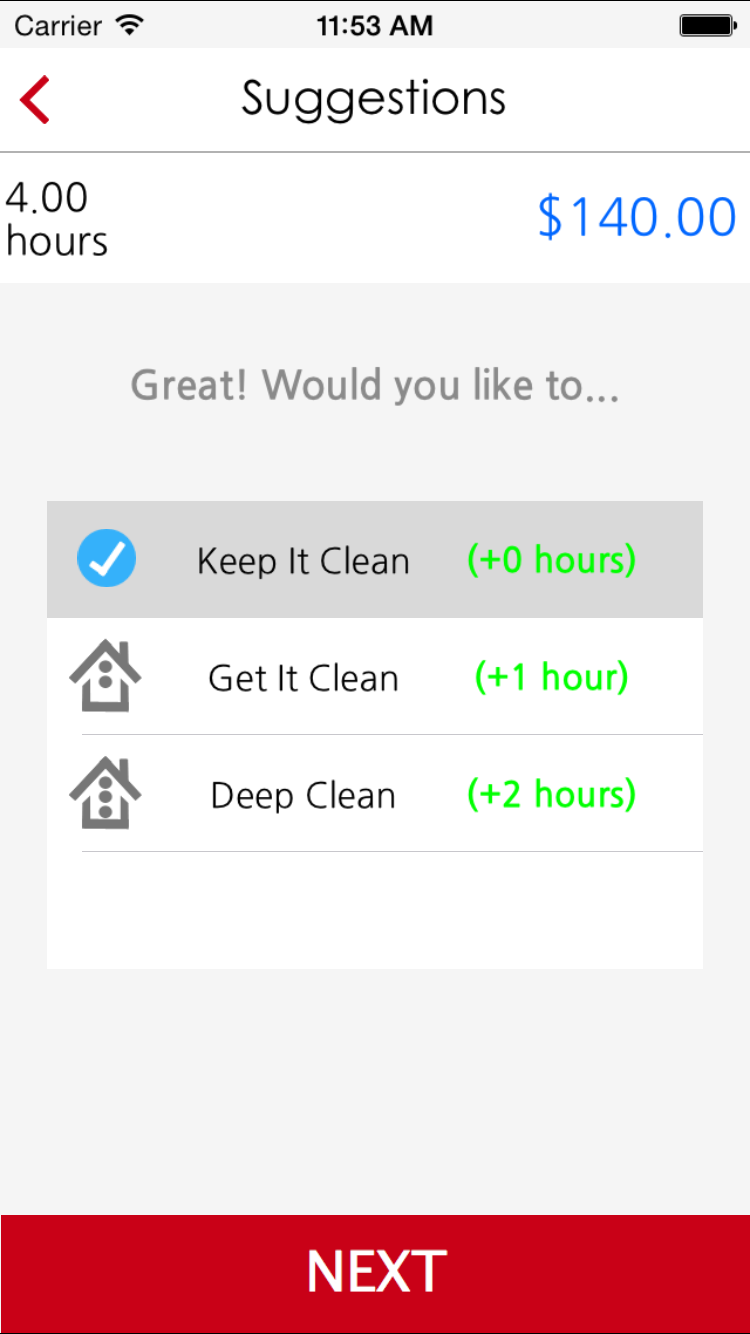 Carrier 11:53 AM
Suggestions
4.00
hours
$140.00
Great! Would you like to...
Keep It Clean (+0 hours)
Get It Clean (+1 hour)
Deep Clean (+2 hours)
NEXT